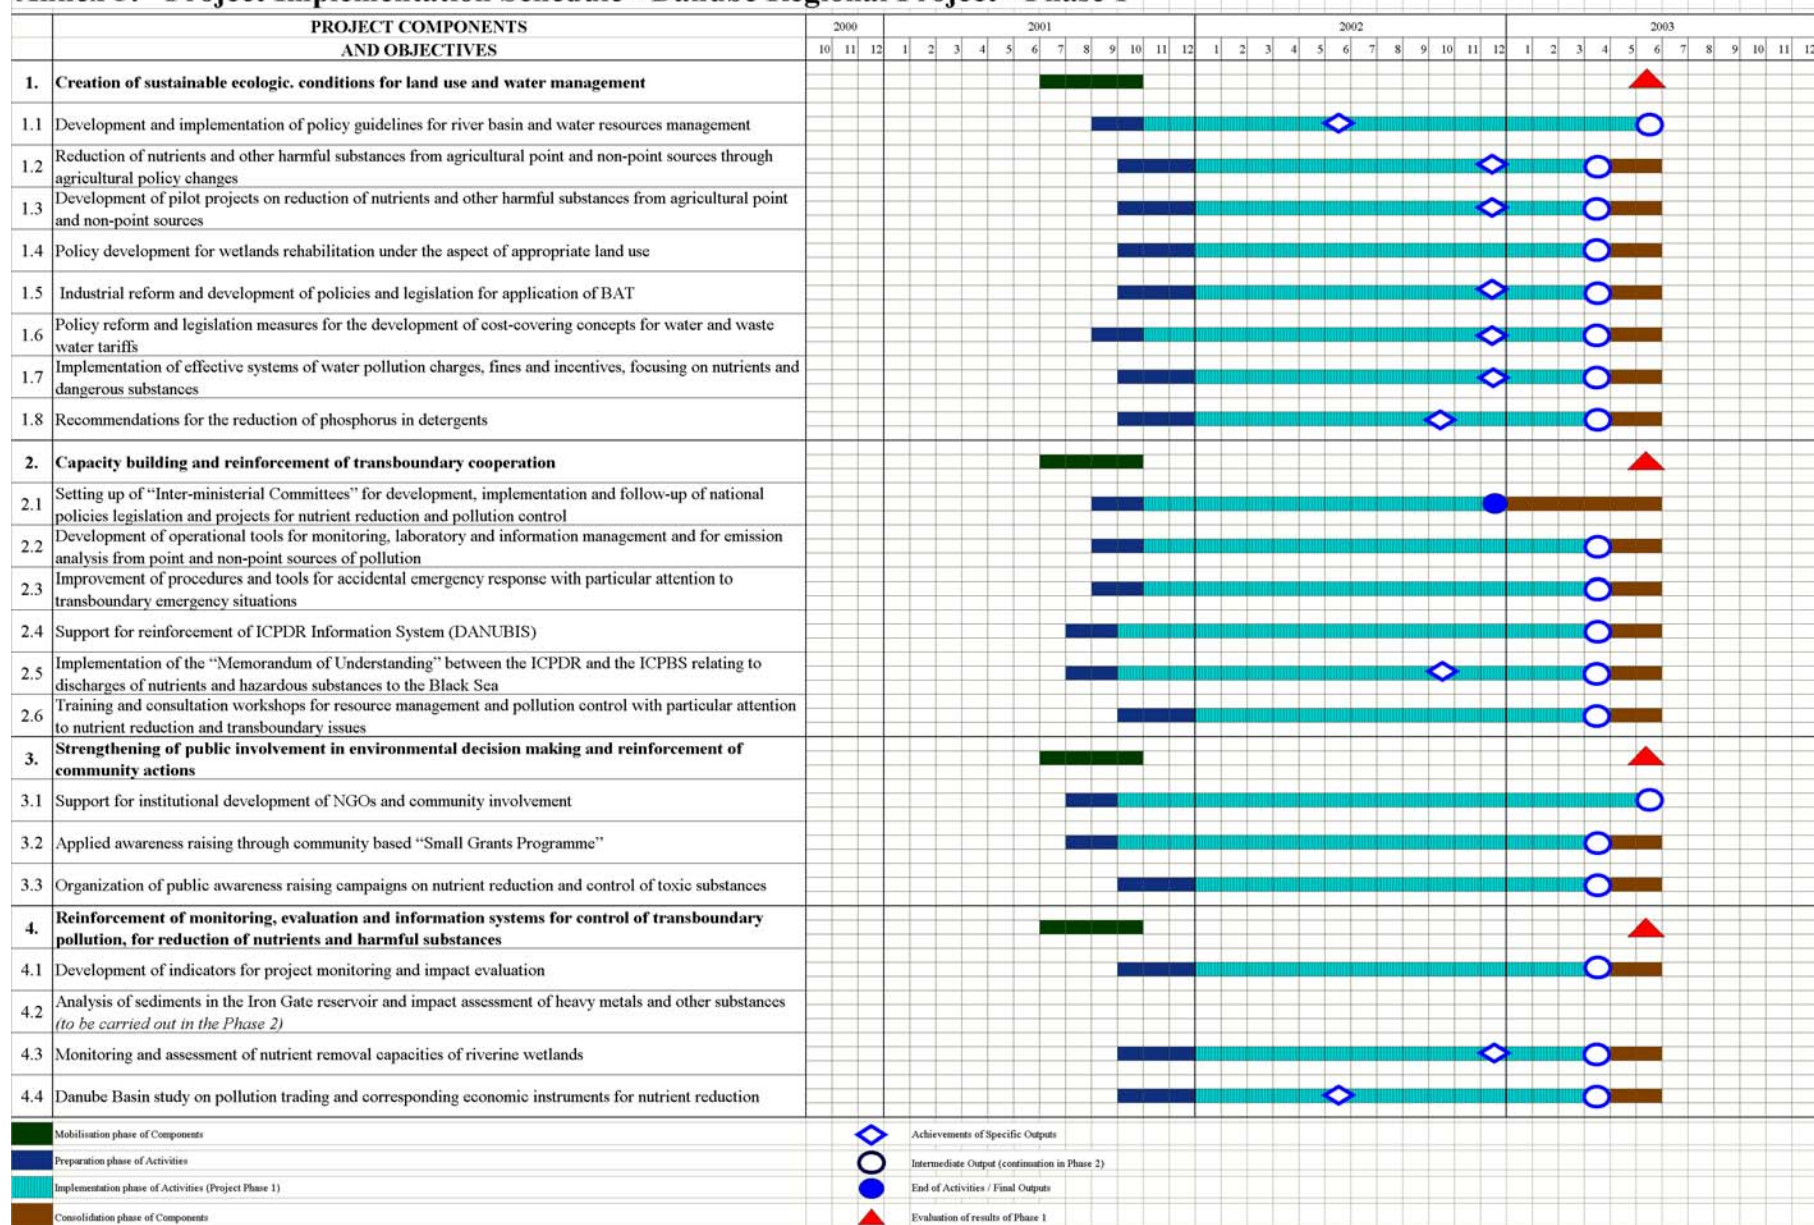 Annex 3: Project Implementation Schedule - Danube Regional Project - Phase 1
PROJECT COMPONENTS
AND OBJECTIVES
2000 2001 2002 2003
10 11 12 1 2 3 4 5 6 7 8 9 10 11 12 1 2 3 4 5 6 7 8 9 10 11 12 1 2 3 4 5 6 7 8 9 10 11 12
1. Creation of sustainable ecologic. conditions for land use and water management
1.1 Development and implementation of policy guidelines for river basin and water resources management
1.2 Reduction of nutrients and other harmful substances from agricultural point and non-point sources through
agricultural policy changes
1.3 Development of pilot projects on reduction of nutrients and other harmful substances from agricultural point
and non-point sources
1.4 Policy development for wetlands rehabilitation under the aspect of appropriate land use
1.5 Industrial reform and development of policies and legislation for application of BAT
1.6 Policy reform and legislation measures for the development of cost-covering concepts for water and waste
water tariffs
1.7 Implementation of effective systems of water pollution charges, fines and incentives, focusing on nutrients and
dangerous substances
1.8 Recommendations for the reduction of phosphorus in detergents
2. Capacity building and reinforcement of transboundary cooperation
2.1 Setting up of “Inter-ministerial Committees” for development, implementation and follow-up of national
policies legislation and projects for nutrient reduction and pollution control
2.2 Development of operational tools for monitoring, laboratory and information management and for emission
analysis from point and non-point sources of pollution
2.3 Improvement of procedures and tools for accidental emergency response with particular attention to
transboundary emergency situations
2.4 Support for reinforcement of ICPDR Information System (DANUBIS)
2.5 Implementation of the “Memorandum of Understanding” between the ICPDR and the ICPBS relating to
discharges of nutrients and hazardous substances to the Black Sea
2.6 Training and consultation workshops for resource management and pollution control with particular attention
to nutrient reduction and transboundary issues
3. Strengthening of public involvement in environmental decision making and reinforcement of
community actions
3.1 Support for institutional development of NGOs and community involvement
3.2 Applied awareness raising through community based “Small Grants Programme”
3.3 Organization of public awareness raising campaigns on nutrient reduction and control of toxic substances
4. Reinforcement of monitoring, evaluation and information systems for control of transboundary
pollution, for reduction of nutrients and harmful substances
4.1 Development of indicators for project monitoring and impact evaluation
4.2 Analysis of sediments in the Iron Gate reservoir and impact assessment of heavy metals and other substances
(to be carried out in the Phase 2)
4.3 Monitoring and assessment of nutrient removal capacities of riverine wetlands
4.4 Danube Basin study on pollution trading and corresponding economic instruments for nutrient reduction
Mobilisation phase of Components
Achievements of Specific Outputs
Preparation phase of Activities
Intermediate Output (continuation in Phase 2)
Implementation phase of Activities (Project Phase 1)
End of Activities / Final Outputs
Consolidation phase of Components
Evaluation of results of Phase 1